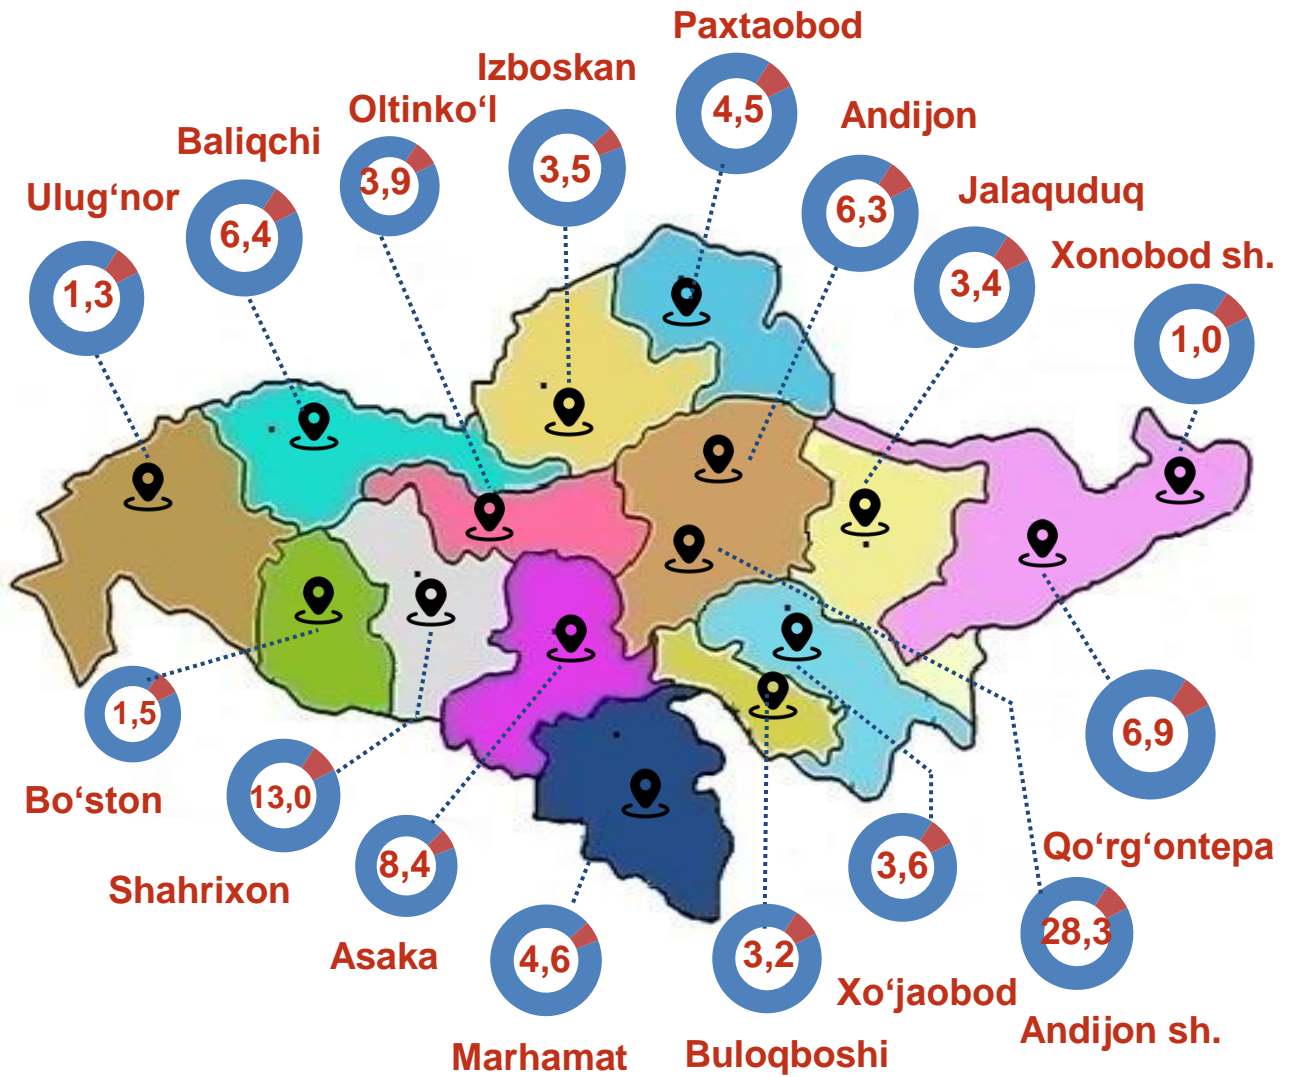 Paxtaobod
4,5
Izboskan
3,5
Oltinko‘l
3,9
Andijon
6,3
Baliqchi
6,4
Jalaquduq
3,4
Ulug‘nor
1,3
Xonobod sh.
1,0
1,5
Bo‘ston
13,0
Shahrixon
8,4
Asaka
4,6
Marhamat
3,2
Buloqboshi
3,6
Xo‘jaobod
6,9
Qo‘rg‘ontepa
28,3
Andijon sh.